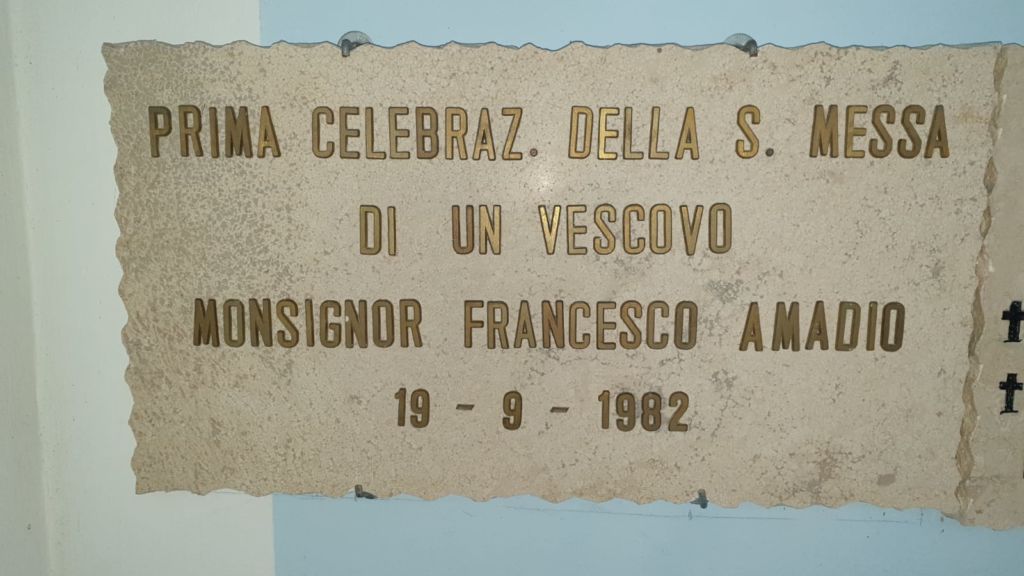 PRIMA CELEBRAZ. DELLA S. MESSA
DI UN VESCOVO
MONSIGNOR FRANCESCO AMADIO
19 - 9 - 1982